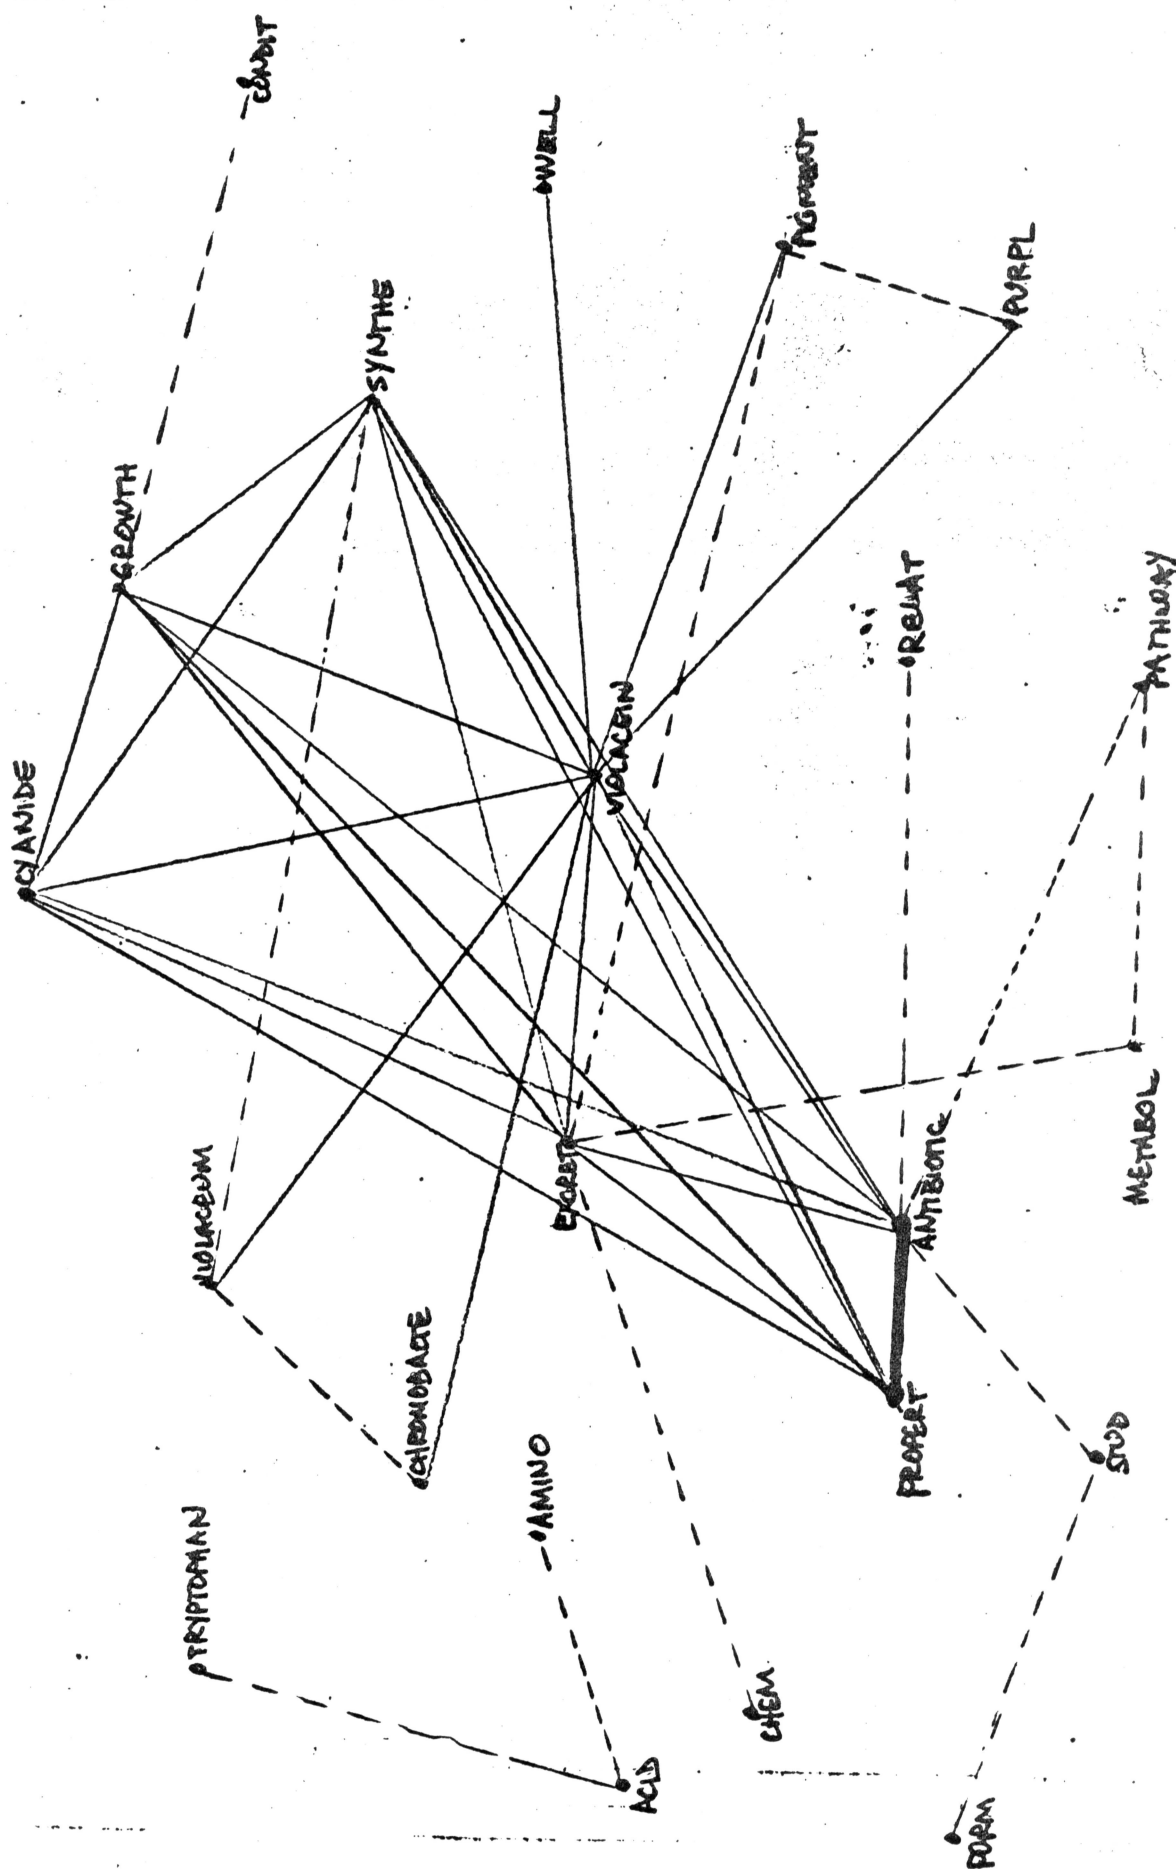 CONDIT
WELL
PIGMENT
PURPL
SYNTHE
GROWTH
CYANIDE
VIOLACEIN
RELAT
PATHWAY
METABOL
ANTIBIOTIC
EXCRET
VIOLACEUM
CHROMOBACTE
PROPERT
STUD
AMINO
TRYPTOPHAN
CHEM
ACID
FORM